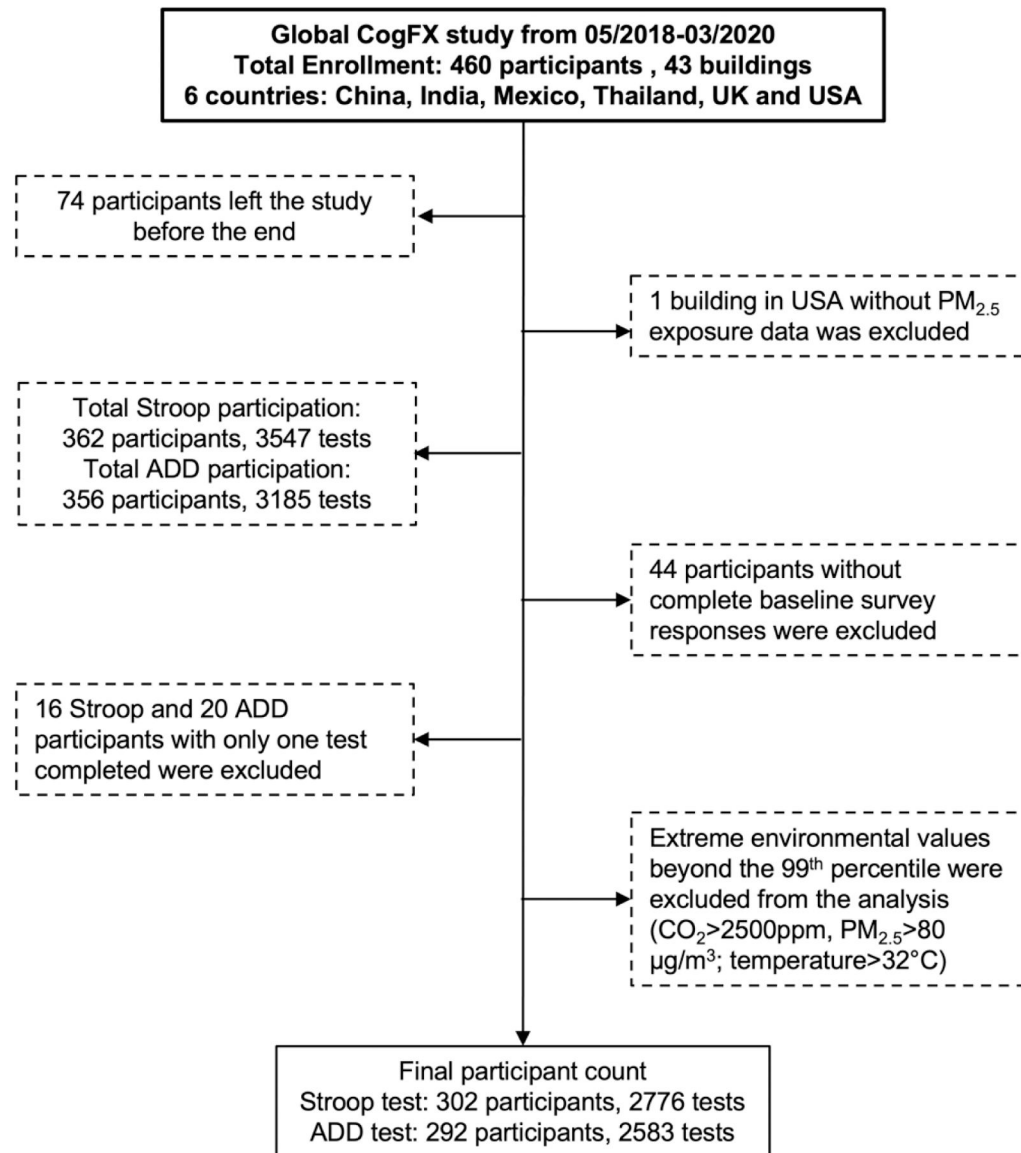 Global CogFX study from 05/2018-03/2020
Total Enrollment: 460 participants , 43 buildings
6 countries: China, India, Mexico, Thailand, UK and USA
74 participants left the study
before the end
1 building in USA without PM₂.₅
exposure data was excluded
Total Stroop participation:
362 participants, 3547 tests
Total ADD participation:
356 participants, 3185 tests
44 participants without
complete baseline survey
responses were excluded
16 Stroop and 20 ADD
participants with only one test
completed were excluded
Extreme environmental values
beyond the 99ᵗʰ percentile were
excluded from the analysis
(CO₂>2500ppm, PM₂.₅>80
µg/m³; temperature>32°C)
Final participant count
Stroop test: 302 participants, 2776 tests
ADD test: 292 participants, 2583 tests